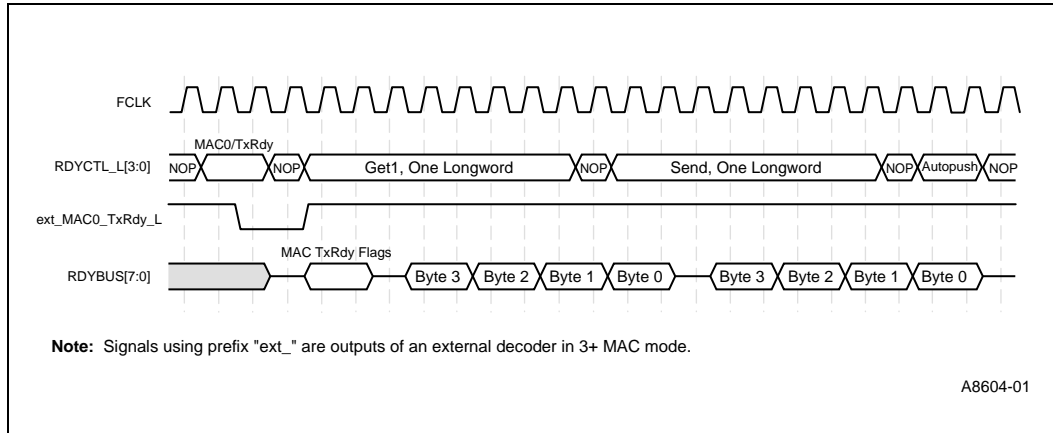 FCLK
MAC0/TxRdy
RDYCTL_L[3:0] NOP NOP Get1, One Longword NOP Send, One Longword NOP Autopush NOP
ext_MAC0_TxRdy_L
MAC TxRdy Flags
RDYBUS[7:0] Byte 3 Byte 2 Byte 1 Byte 0 Byte 3 Byte 2 Byte 1 Byte 0
Note: Signals using prefix "ext_" are outputs of an external decoder in 3+ MAC mode.
A8604-01